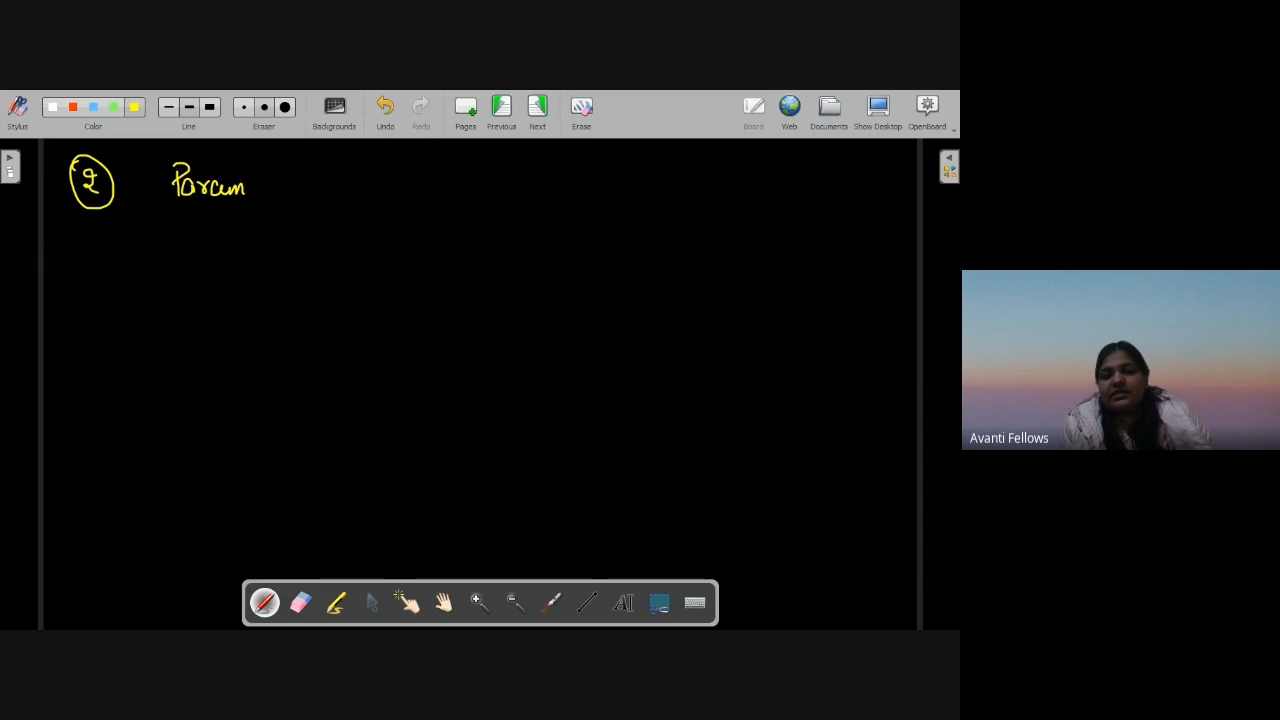 Stylus Color Line Eraser Backgrounds Undo Redo Pages Previous Next Erase Board Web Documents Show Desktop OpenBoard
2 Param
Avanti Fellows
AI